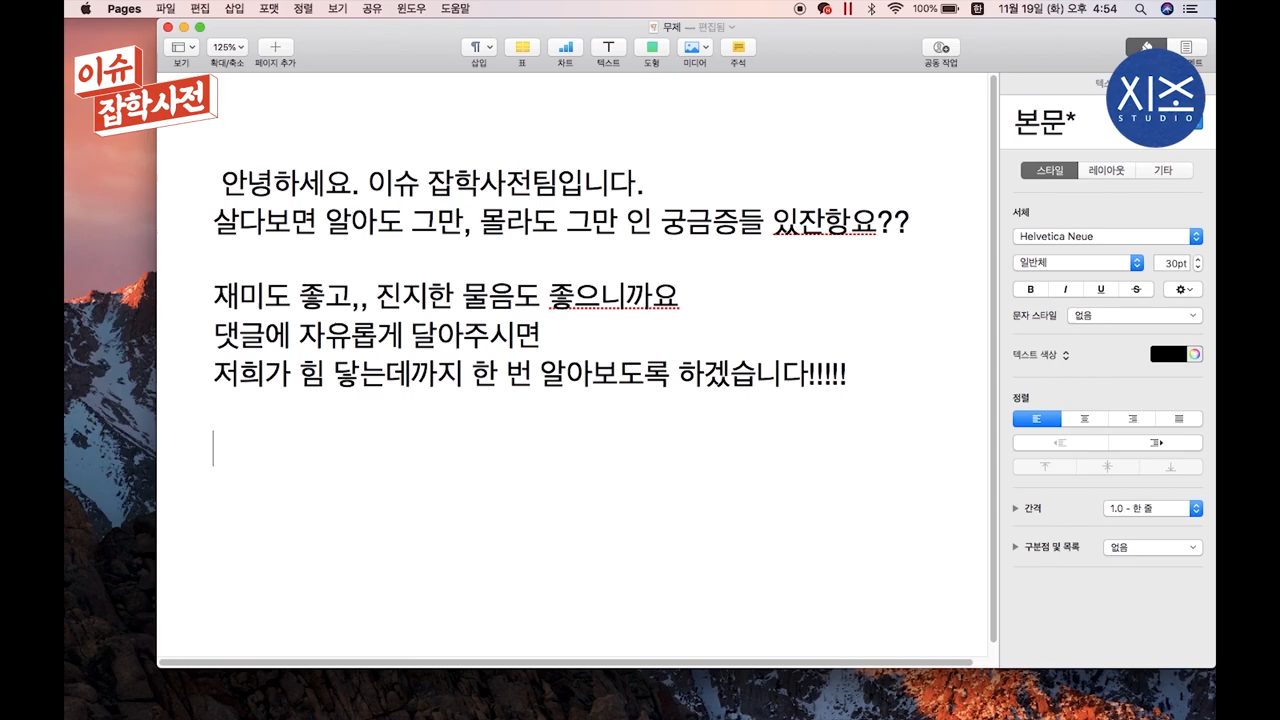 Pages 파일 편집 삽입 포맷 정렬 보기 공유 윈도우 도움말 100% 한 11월 19일 (화) 오후 4:54
무제 — 편집됨
125%
보기 확대/축소 페이지 추가 삽입 표 차트 텍스트 도형 미디어 주석 공동 작업
이슈
잡학사전
지조
STUDIO
본문*
스타일 레이아웃 기타
안녕하세요. 이슈 잡학사전팀입니다.
살다보면 알아도 그만, 몰라도 그만 인 궁금증들 있잖항요??
재미도 좋고,, 진지한 물음도 좋으니까요
댓글에 자유롭게 달아주시면
저희가 힘 닿는데까지 한 번 알아보도록 하겠습니다!!!!!
서체
Helvetica Neue
일반체 30pt
B I U S
문자 스타일 없음
텍스트 색상
정렬
간격 1.0 - 한 줄
구분점 및 목록 없음